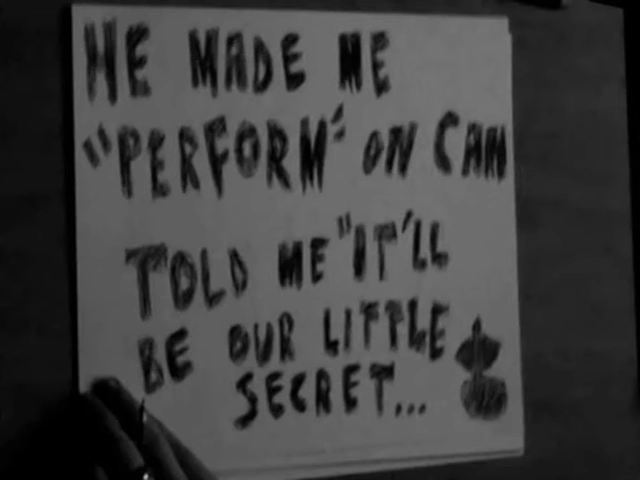 HE MADE ME
"PERFORM" ON CAM
TOLD ME "IT'LL
BE OUR LITTLE
SECRET...